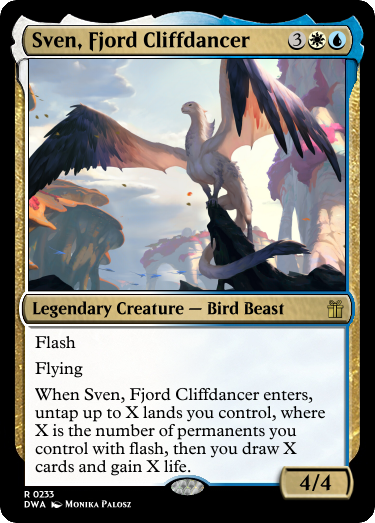 Sven, Fjord Cliffdancer 3
Legendary Creature — Bird Beast
Flash
Flying
When Sven, Fjord Cliffdancer enters,
untap up to X lands you control, where
X is the number of permanents you
control with flash, then you draw X
cards and gain X life.
4/4
R 0233
DWA Monika Palosz